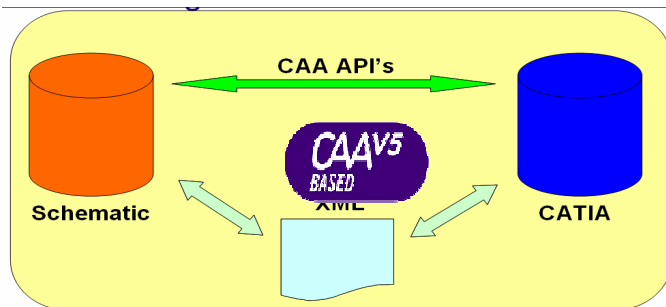 CAA API's
CAA V5
BASED
XML
Schematic
CATIA